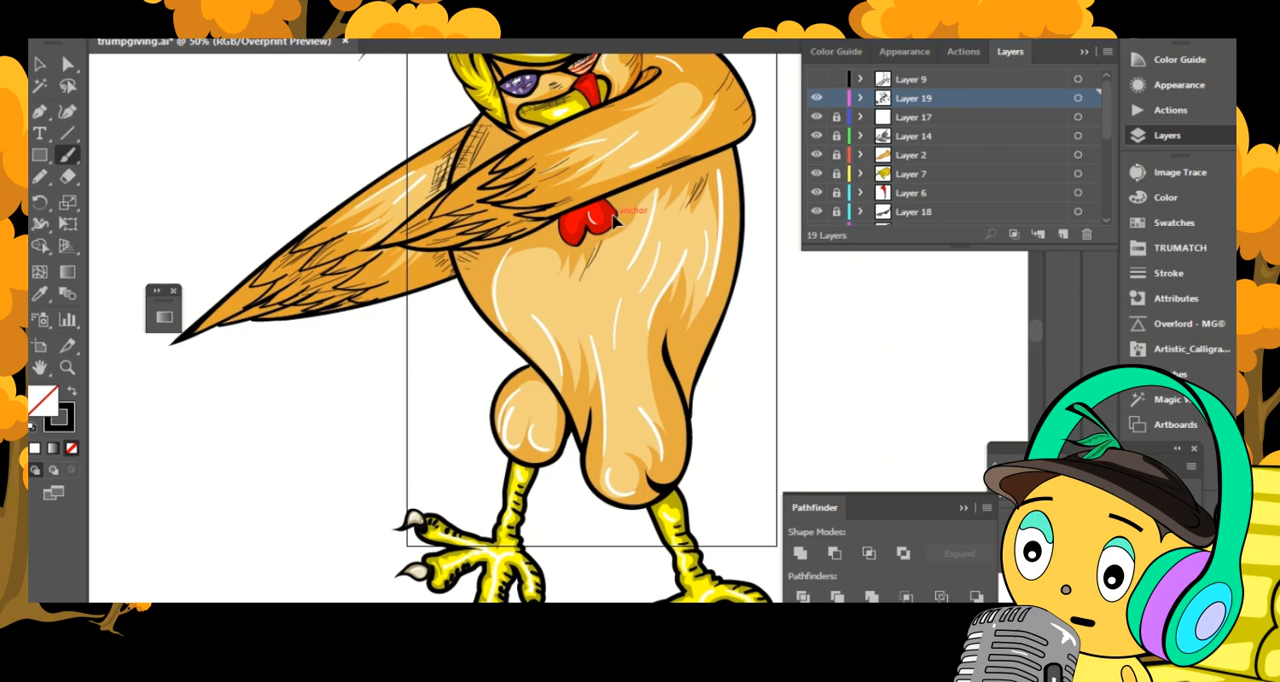 trumpgiving.ai* @ 50% (RGB/Overprint Preview) ×
Color Guide Appearance Actions Layers
Layer 9
Layer 19
Layer 17
Layer 14
Layer 2
Layer 7
Layer 6
Layer 18
19 Layers
anchor
Color Guide
Appearance
Actions
Layers
Image Trace
Color
Swatches
TRUMATCH
Stroke
Attributes
Overlord - MG®
Artistic_Calligra...
Magic
Artboards
Pathfinder
Shape Modes:
Expand
Pathfinders: